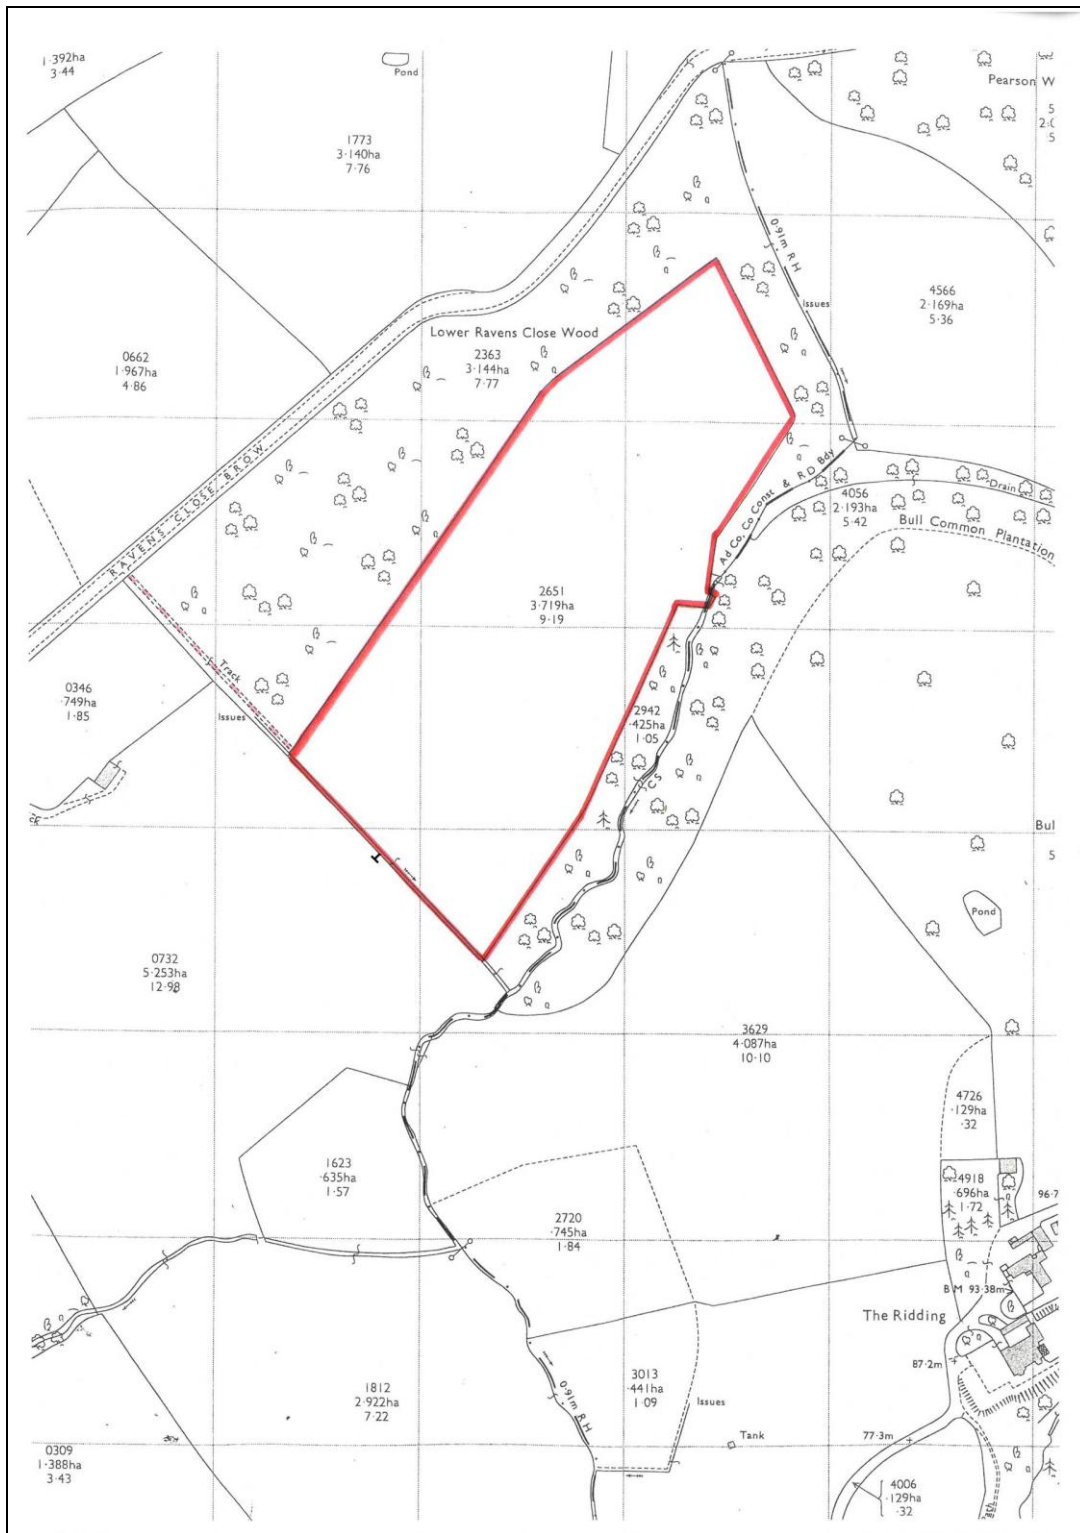 1·392ha
3·44
Pond
1773
3·140ha
7·76
Pearson W
5
5
0·91m R H
Issues
4566
2·169ha
5·36
Lower Ravens Close Wood
2363
3·144ha
7·77
0662
1·967ha
4·86
RAVENS CLOSE BROW
Ad Co, Co Const & R D Bdy
4056
2·193ha
5·42
Drain
Bull Common Plantation
2651
3·719ha
9·19
Track
Issues
0346
·749ha
1·85
2942
·425ha
1·05
CS
ck
Bul
5
Pond
0732
5·253ha
12·98
3629
4·087ha
10·10
4726
·129ha
·32
1623
·635ha
1·57
4918
·696ha
1·72
96·7
2720
·745ha
1·84
B M 93·38m
The Ridding
87·2m
3013
·441ha
1·09
0·91m R H
Issues
1812
2·922ha
7·22
Tank
77·3m
0309
1·388ha
3·43
4006
·129ha
·32